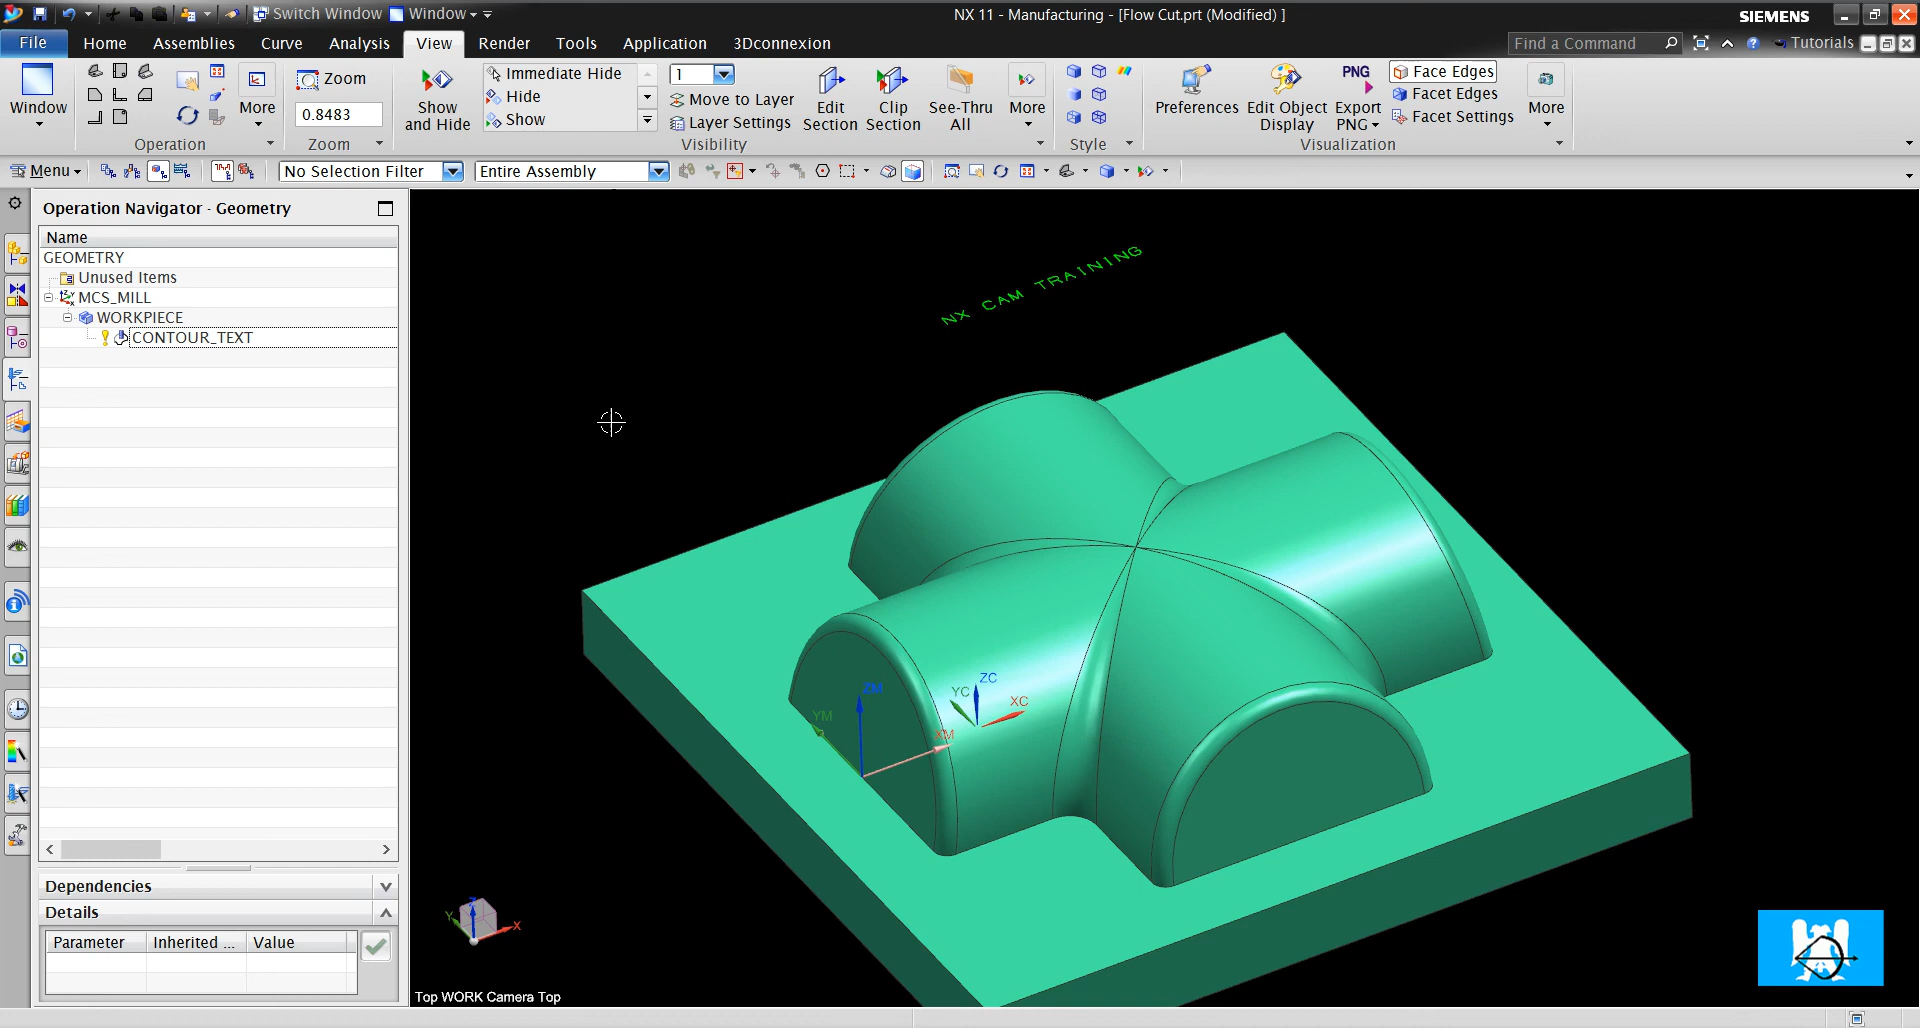 Switch Window Window NX 11 - Manufacturing - [Flow Cut.prt (Modified) ] SIEMENS
File Home Assemblies Curve Analysis View Render Tools Application 3Dconnexion Find a Command Tutorials
Window
More
Operation
Zoom
0.8483
Zoom
Show and Hide
Immediate Hide
Hide
Show
1
Move to Layer
Layer Settings
Edit Section
Clip Section
See-Thru All
More
Visibility
Style
Preferences
Edit Object Display
PNG
Export PNG
Face Edges
Facet Edges
Facet Settings
More
Visualization
Menu No Selection Filter Entire Assembly
Operation Navigator - Geometry
Name
GEOMETRY
Unused Items
MCS_MILL
WORKPIECE
CONTOUR_TEXT
Dependencies
Details
Parameter Inherited ... Value
NX CAM TRAINING
ZC
YC
XC
ZM
YM
XM
Z
Y
X
Top WORK Camera Top